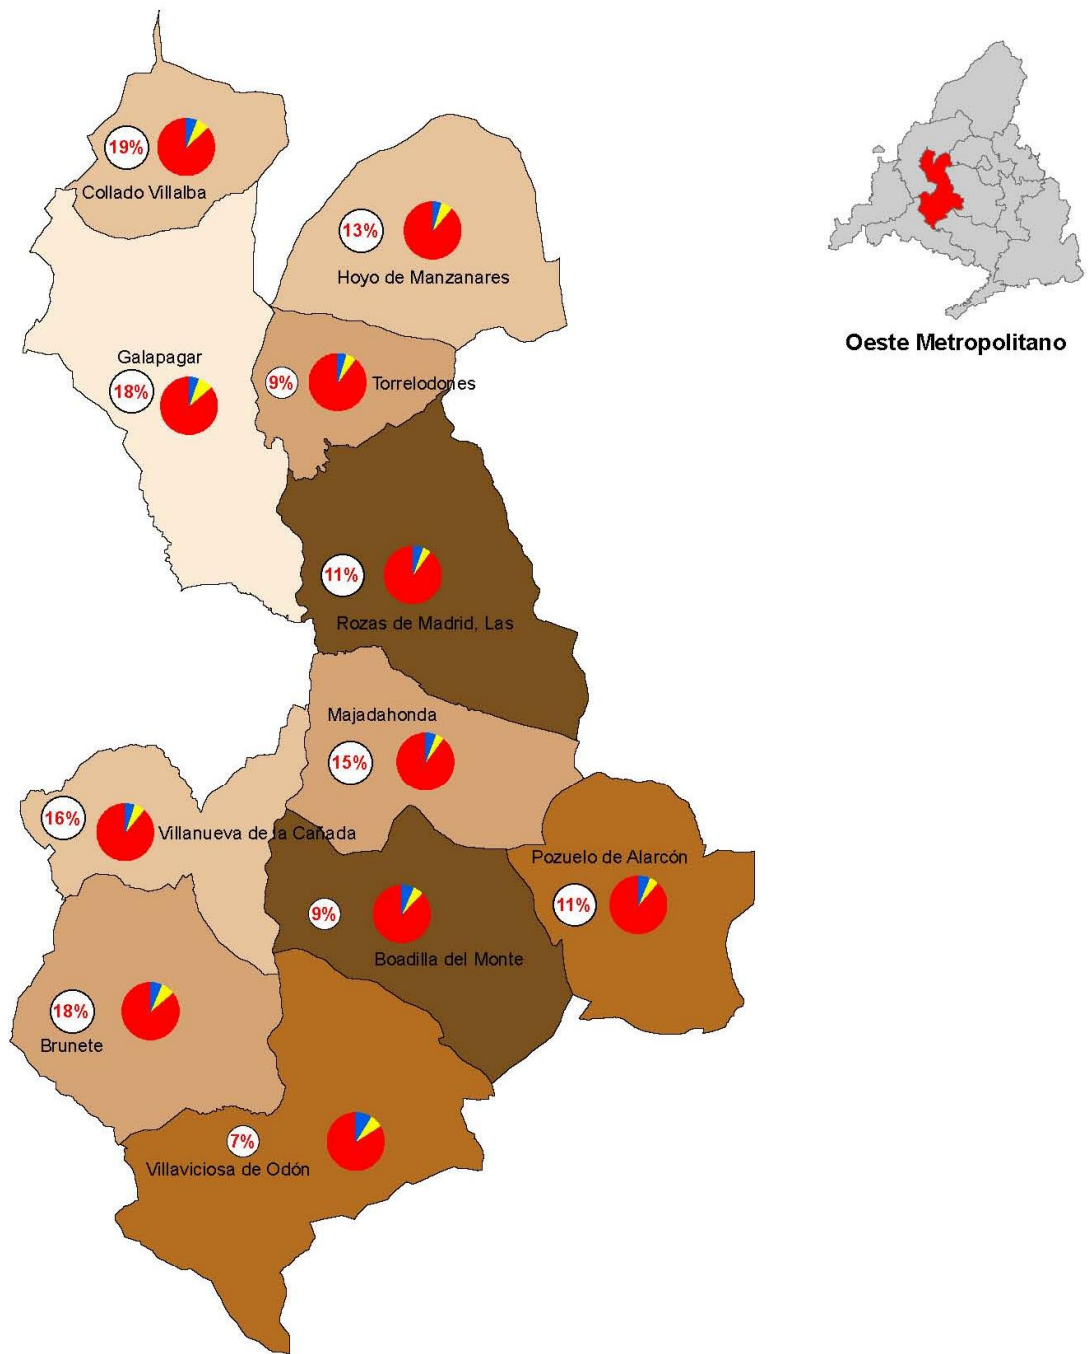 19%
Collado Villalba
13%
Hoyo de Manzanares
Oeste Metropolitano
Galapagar
18%
9%
Torrelodones
11%
Rozas de Madrid, Las
Majadahonda
15%
16%
Villanueva de la Cañada
Pozuelo de Alarcón
11%
9%
Boadilla del Monte
18%
Brunete
7%
Villaviciosa de Odón